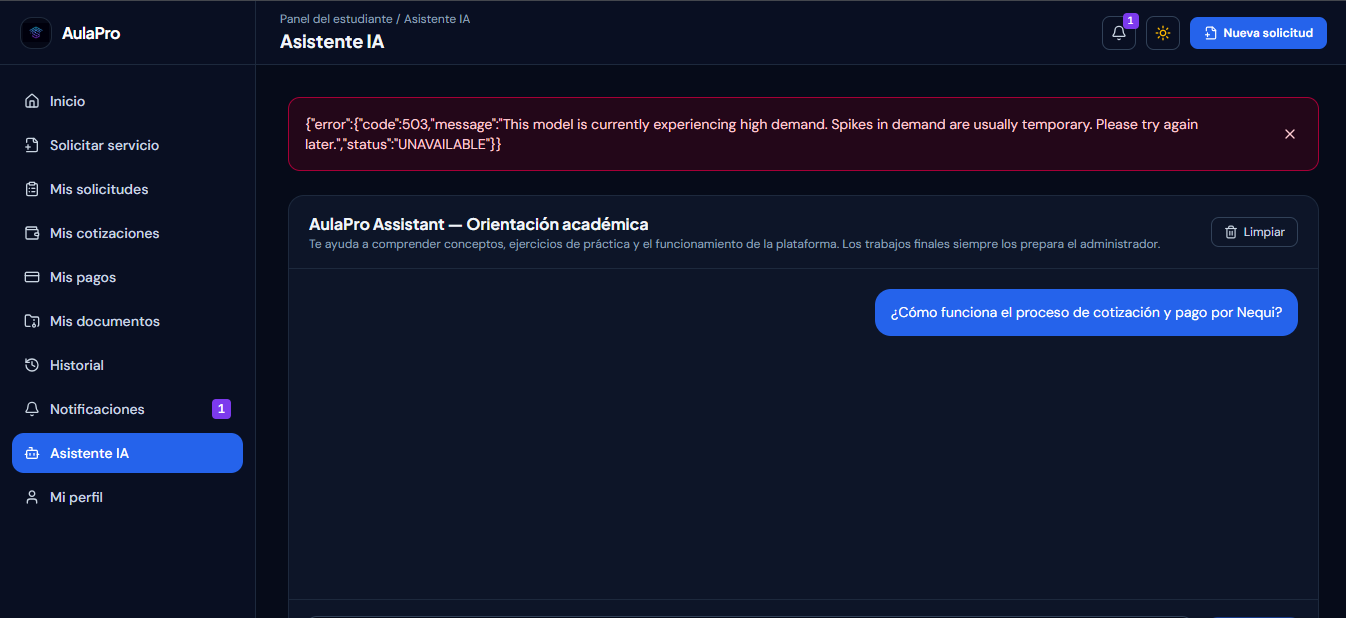 AulaPro
Panel del estudiante / Asistente IA
Asistente IA
1
Nueva solicitud
Inicio
Solicitar servicio
Mis solicitudes
Mis cotizaciones
Mis pagos
Mis documentos
Historial
Notificaciones
1
Asistente IA
Mi perfil
{"error":{"code":503,"message":"This model is currently experiencing high demand. Spikes in demand are usually temporary. Please try again
later.","status":"UNAVAILABLE"}}
AulaPro Assistant — Orientación académica
Te ayuda a comprender conceptos, ejercicios de práctica y el funcionamiento de la plataforma. Los trabajos finales siempre los prepara el administrador.
Limpiar
¿Cómo funciona el proceso de cotización y pago por Nequi?